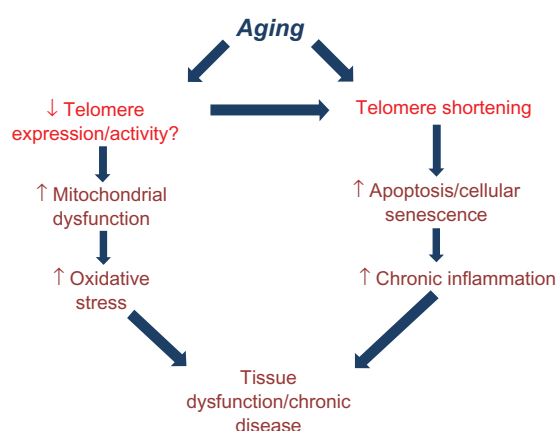 Aging
↓ Telomere
expression/activity?
Telomere shortening
↑ Mitochondrial
dysfunction
↑ Apoptosis/cellular
senescence
↑ Oxidative
stress
↑ Chronic inflammation
Tissue
dysfunction/chronic
disease